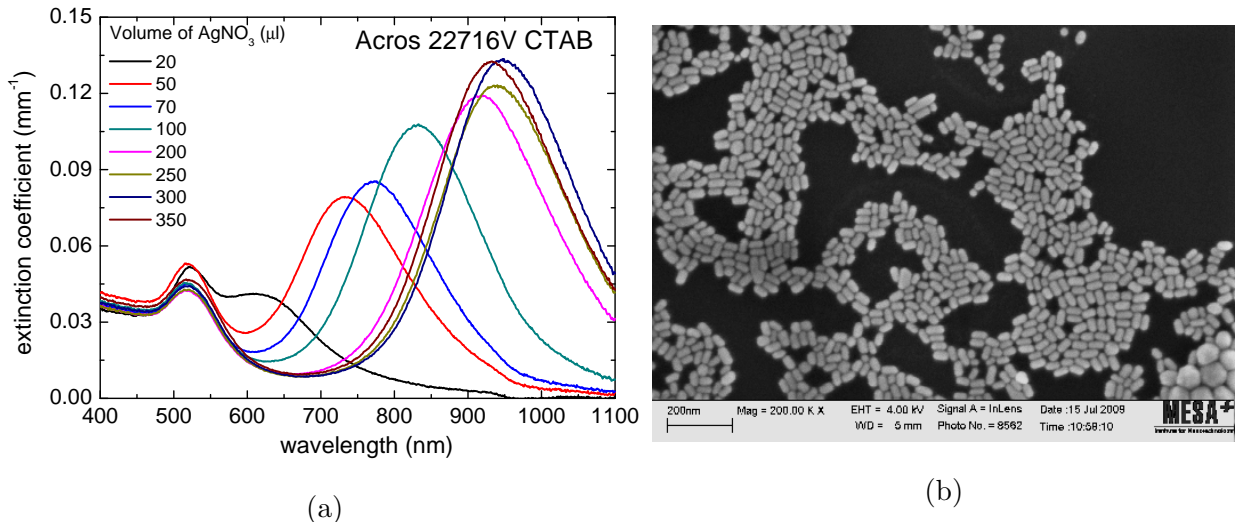 Volume of AgNO₃ (μl)
Acros 22716V CTAB
20
50
70
100
200
250
300
350
0.15
0.12
0.09
0.06
0.03
0.00
extinction coefficient (mm⁻¹)
400 500 600 700 800 900 1000 1100
wavelength (nm)
(a)
200nm Mag = 200.00 K X EHT = 4.00 kV Signal A = InLens Date :15 Jul 2009
WD = 5 mm Photo No. = 8562 Time :10:58:10
MESA+
Institute for Nanotechnology
(b)